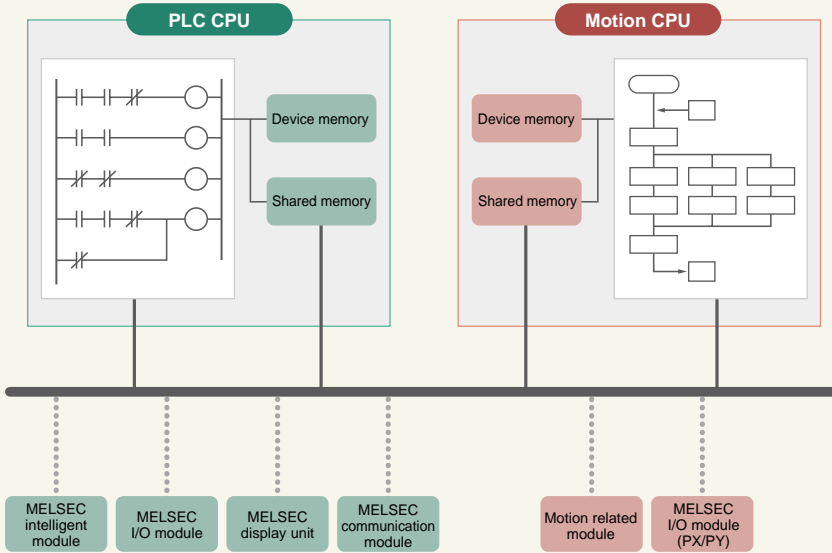 PLC CPU
Motion CPU
Device memory
Shared memory
Device memory
Shared memory
MELSEC
intelligent
module
MELSEC
I/O module
MELSEC
display unit
MELSEC
communication
module
Motion related
module
MELSEC
I/O module
(PX/PY)